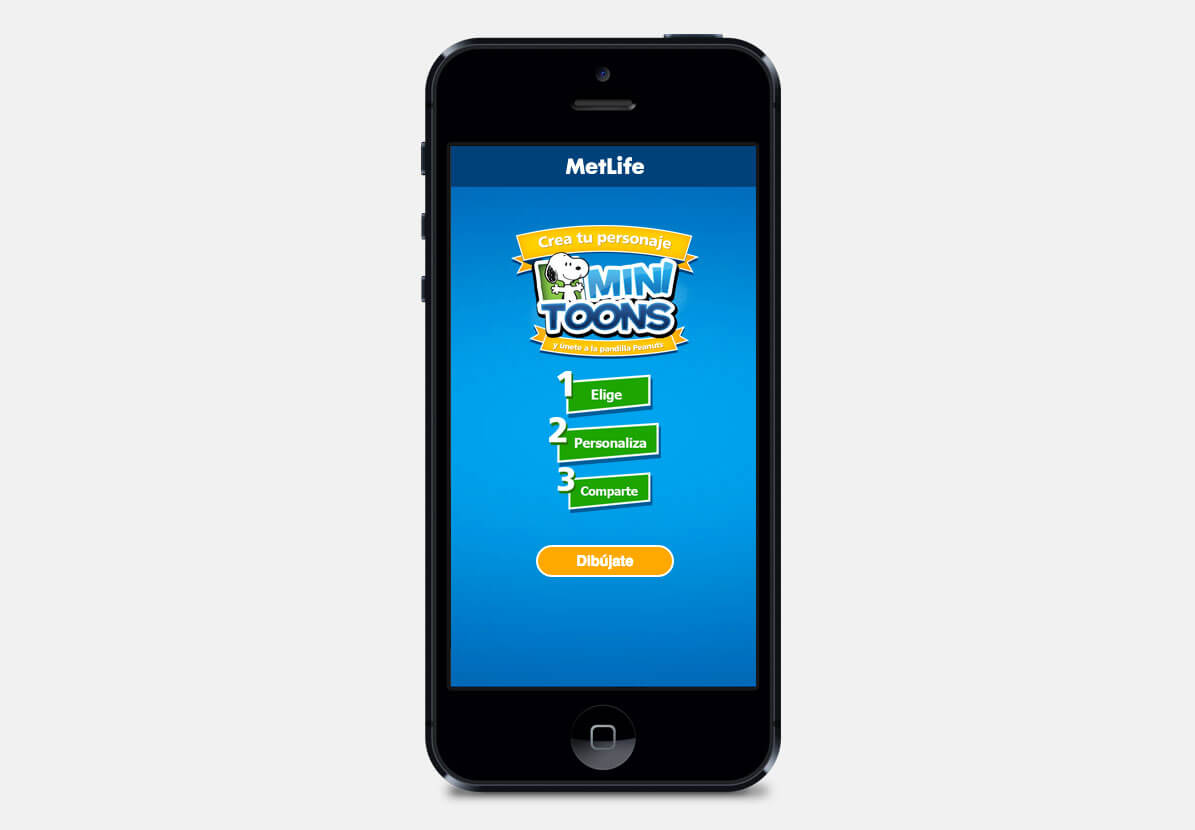 MetLife
Crea tu personaje
MINI
TOONS
y únete a la pandilla Peanuts
1
Elige
2
Personaliza
3
Comparte
Dibújate